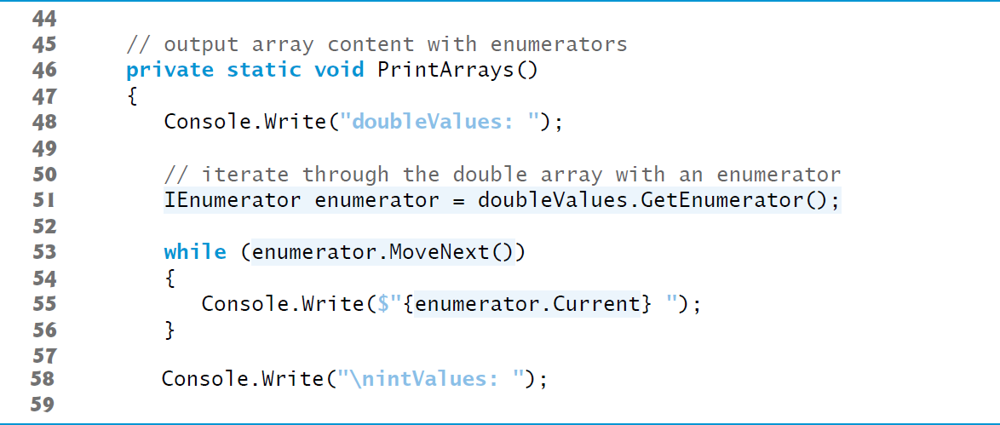 44
45 // output array content with enumerators
46 private static void PrintArrays()
47 {
48    Console.Write("doubleValues: ");
49
50    // iterate through the double array with an enumerator
51    IEnumerator enumerator = doubleValues.GetEnumerator();
52
53    while (enumerator.MoveNext())
54    {
55       Console.Write($"{enumerator.Current} ");
56    }
57
58    Console.Write("\nintValues: ");
59